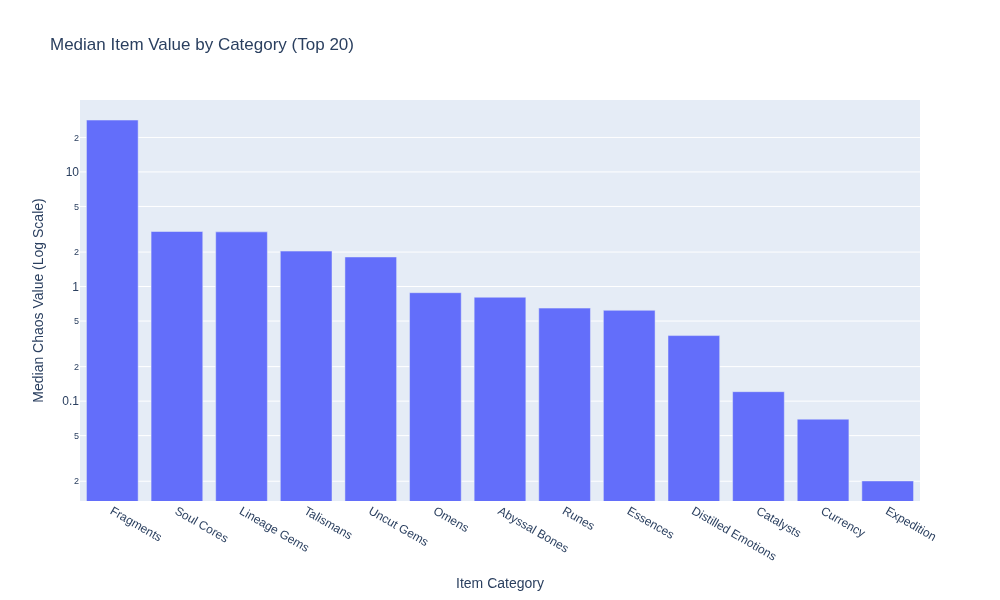 Median Item Value by Category (Top 20)
Median Chaos Value (Log Scale)
2
10
5
2
1
5
2
0.1
5
2
Fragments
Soul Cores
Lineage Gems
Talismans
Uncut Gems
Omens
Abyssal Bones
Runes
Essences
Distilled Emotions
Catalysts
Currency
Expedition
Item Category